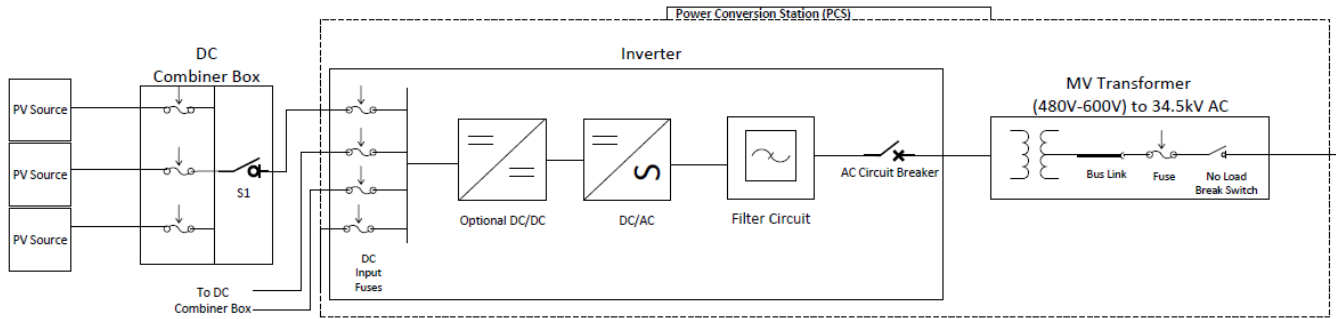 Power Conversion Station (PCS)
DC
Combiner Box
Inverter
MV Transformer
(480V-600V) to 34.5kV AC
PV Source
PV Source
PV Source
S1
Optional DC/DC
DC/AC
Filter Circuit
AC Circuit Breaker
Bus Link
Fuse
No Load
Break Switch
DC
Input
Fuses
To DC
Combiner Box